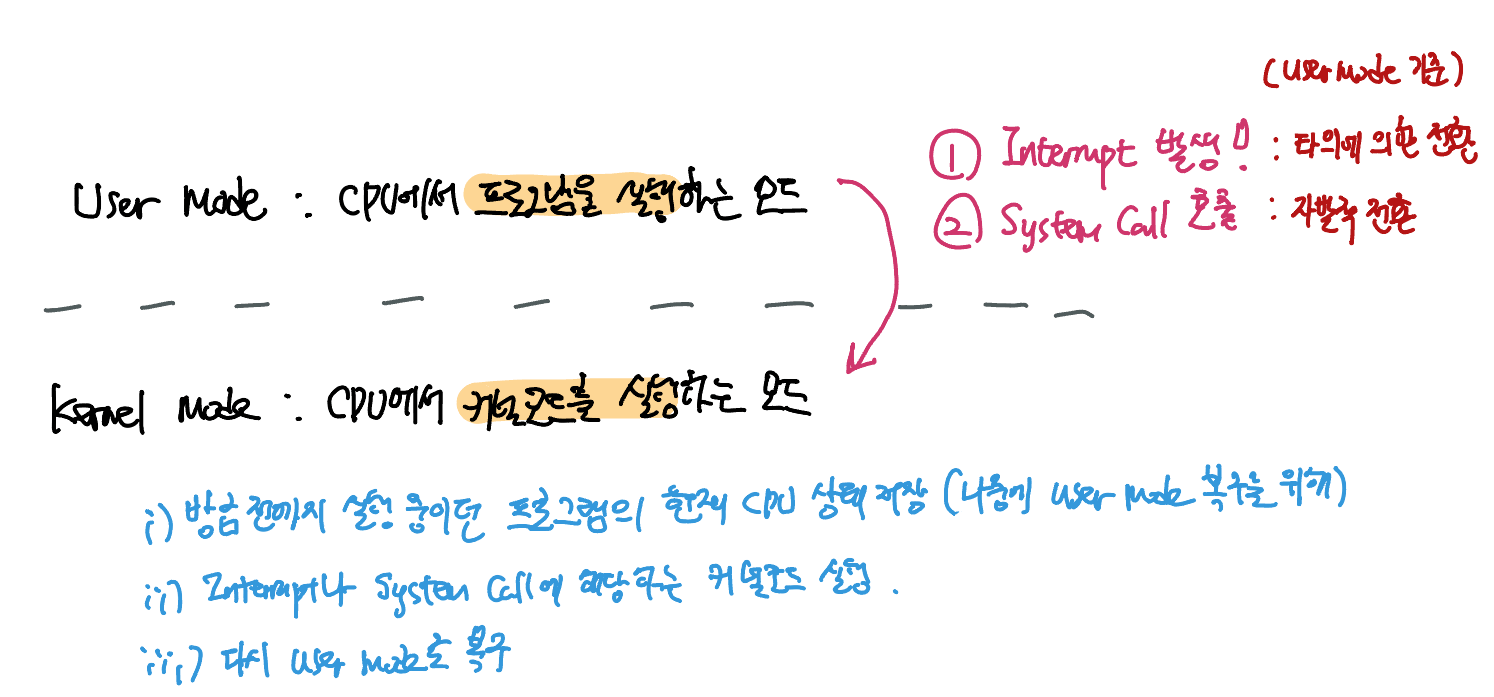 (User Mode 기준)
① Interrupt 발생! : 타의에 의한 전환
User Mode : CPU에서 프로그램을 실행하는 모드
② System Call 호출 : 자발적 전환
Kernel Mode : CPU에서 커널코드를 실행하는 모드
i) 방금 전까지 실행 중이던 프로그램의 현재 CPU 상태 저장 (나중에 User Mode 복구를 위해)
ii) Interrupt나 System Call에 해당하는 커널코드 실행.
iii) 다시 User Mode로 복구